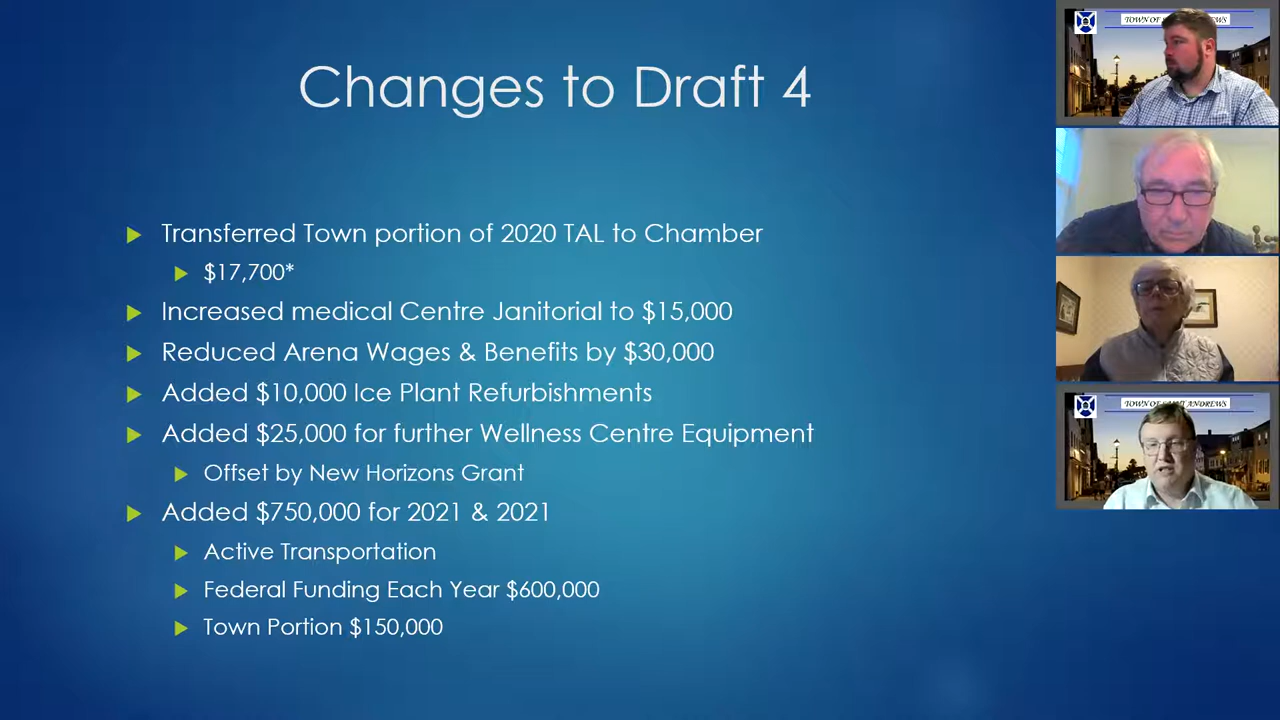 Changes to Draft 4
Transferred Town portion of 2020 TAL to Chamber
$17,700*
Increased medical Centre Janitorial to $15,000
Reduced Arena Wages & Benefits by $30,000
Added $10,000 Ice Plant Refurbishments
Added $25,000 for further Wellness Centre Equipment
Offset by New Horizons Grant
Added $750,000 for 2021 & 2021
Active Transportation
Federal Funding Each Year $600,000
Town Portion $150,000
TOWN OF
TOWN OF SAINT ANDREWS